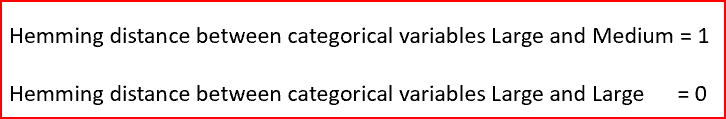 Hemming distance between categorical variables Large and Medium = 1
Hemming distance between categorical variables Large and Large = 0